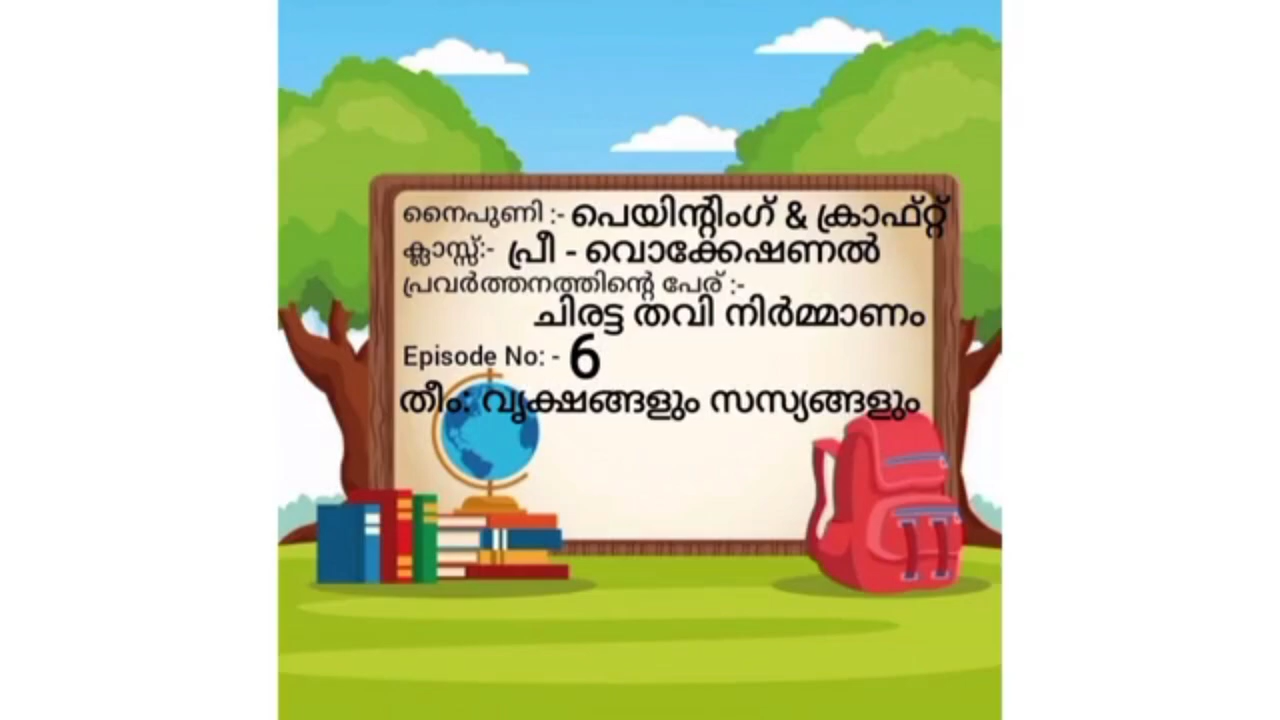 നൈപുണി :- പെയിന്റിംഗ് & ക്രാഫ്റ്റ്
ക്ലാസ്സ്:- പ്രീ - വൊക്കേഷണൽ
പ്രവർത്തനത്തിന്റെ പേര് :-
ചിരട്ട തവി നിർമ്മാണം
Episode No: - 6
തീം: വൃക്ഷങ്ങളും സസ്യങ്ങളും